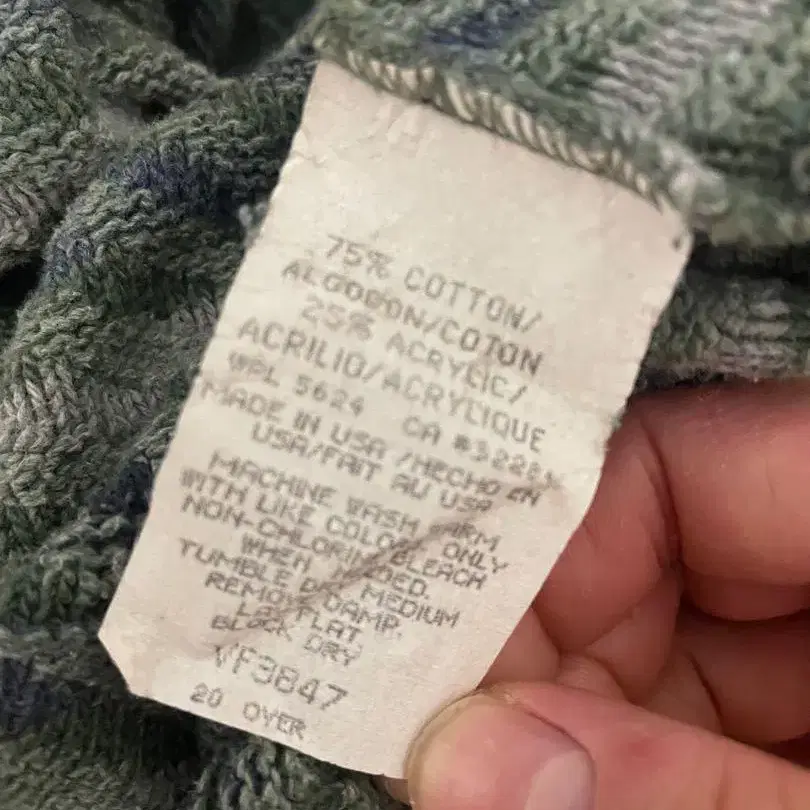 75% COTTON/
ALGODON/COTON
25% ACRYLIC/
ACRILIO/ACRYLIQUE
WPL 5624 CA
MADE IN USA/HECHO EN
USA/FAIT AU USA
MACHINE WASH WARM
WITH LIKE COLORS ONLY
NON-CHLORINE BLEACH
WHEN NEEDED.
TUMBLE DRY MEDIUM
REMOVE DAMP.
LAY FLAT
BLOCK DRY
VF3847
20 OVER